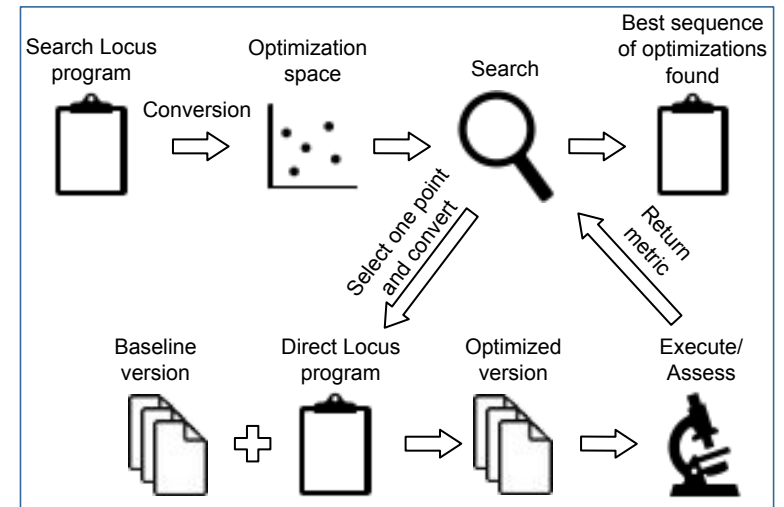 Search Locus
program
Conversion
Optimization
space
Search
Best sequence
of optimizations
found
Select one point
and convert
Return
metric
Baseline
version
Direct Locus
program
Optimized
version
Execute/
Assess